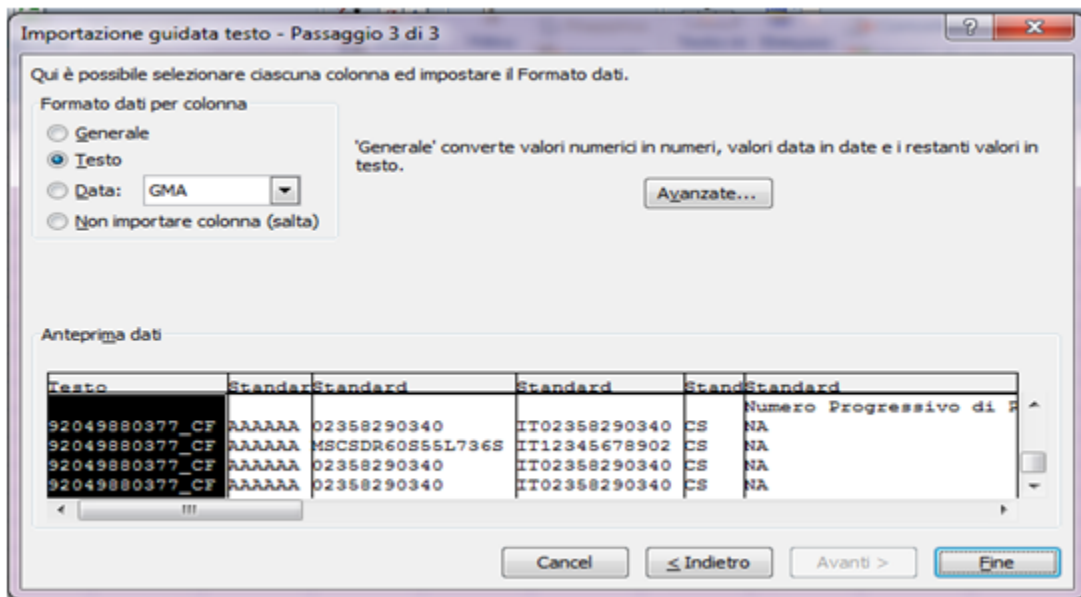 Importazione guidata testo - Passaggio 3 di 3
Qui è possibile selezionare ciascuna colonna ed impostare il Formato dati.
Formato dati per colonna
Generale
Testo
Data: GMA
Non importare colonna (salta)
'Generale' converte valori numerici in numeri, valori data in date e i restanti valori in
testo.
Avanzate...
Anteprima dati
Testo Standar Standard Standard Stand Standard
Numero Progressivo di P
92049880377_CF AAAAAA 02358290340 IT02358290340 CS NA
92049880377_CF AAAAAA MSCSDR60S55L736S IT12345678902 CS NA
92049880377_CF AAAAAA 02358290340 IT02358290340 CS NA
92049880377_CF AAAAAA 02358290340 IT02358290340 CS NA
Cancel < Indietro Avanti > Fine